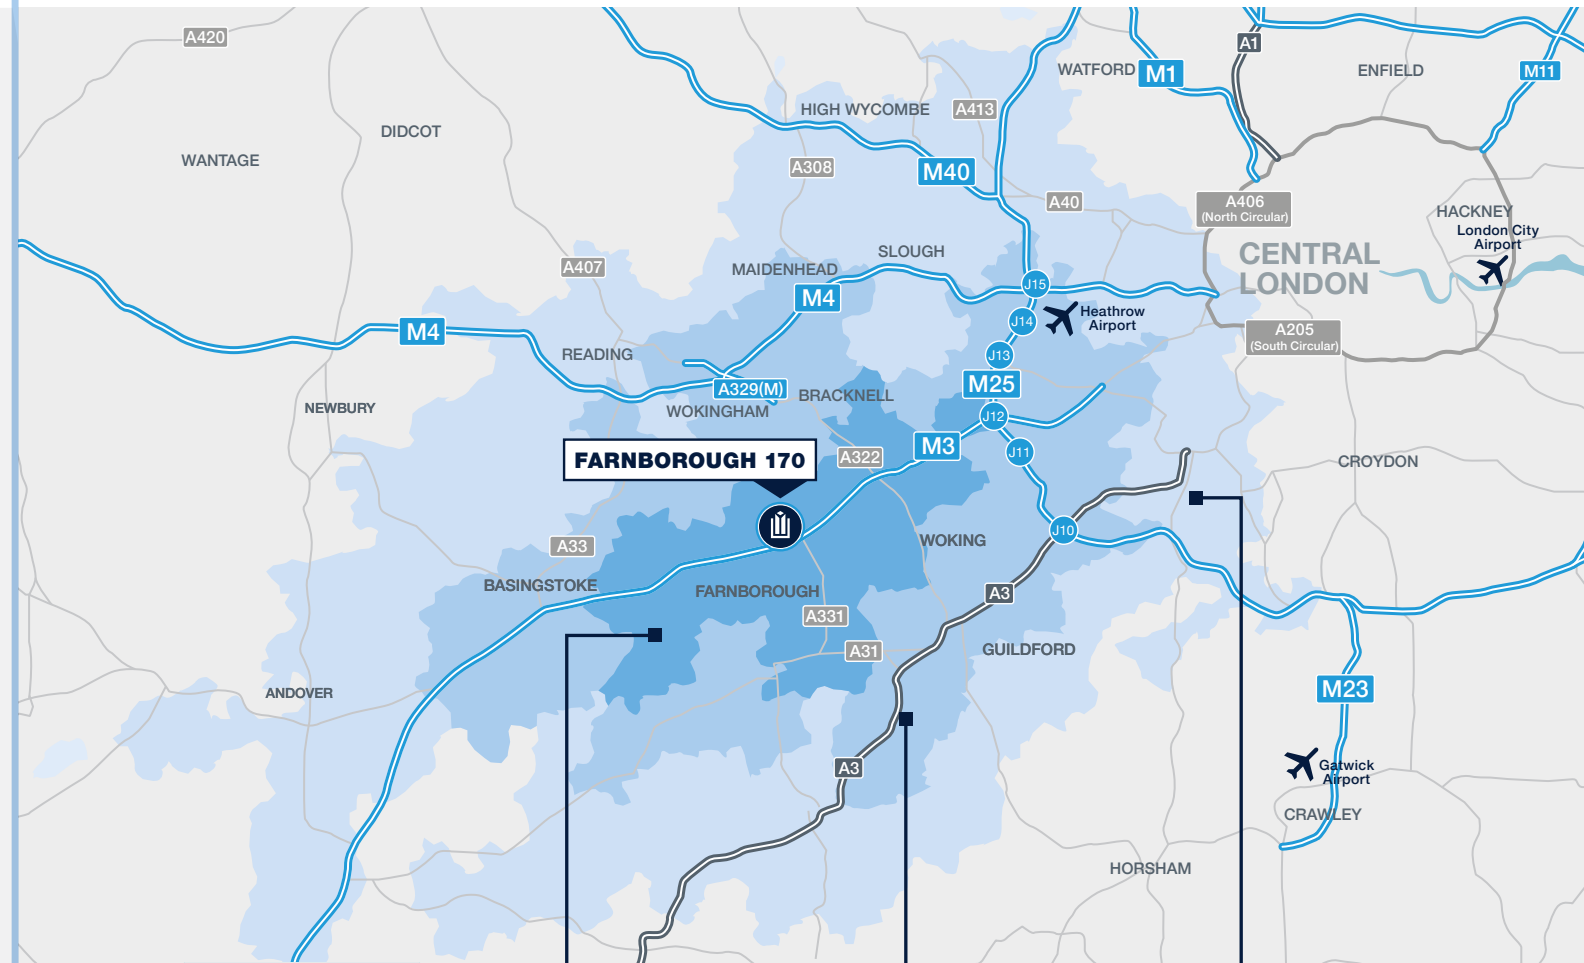 A420
A1
WATFORD
M1
ENFIELD
M11
HIGH WYCOMBE
A413
DIDCOT
WANTAGE
A308
M40
A40
A406
(North Circular)
HACKNEY
London City
Airport
CENTRAL
LONDON
SLOUGH
A407
MAIDENHEAD
M4
J15
Heathrow
Airport
J14
M4
A205
(South Circular)
READING
J13
M25
A329(M)
BRACKNELL
NEWBURY
WOKINGHAM
J12
M3
J11
FARNBOROUGH 170
A322
CROYDON
J10
WOKING
A33
BASINGSTOKE
FARNBOROUGH
A3
A331
A31
GUILDFORD
ANDOVER
M23
A3
Gatwick
Airport
CRAWLEY
HORSHAM